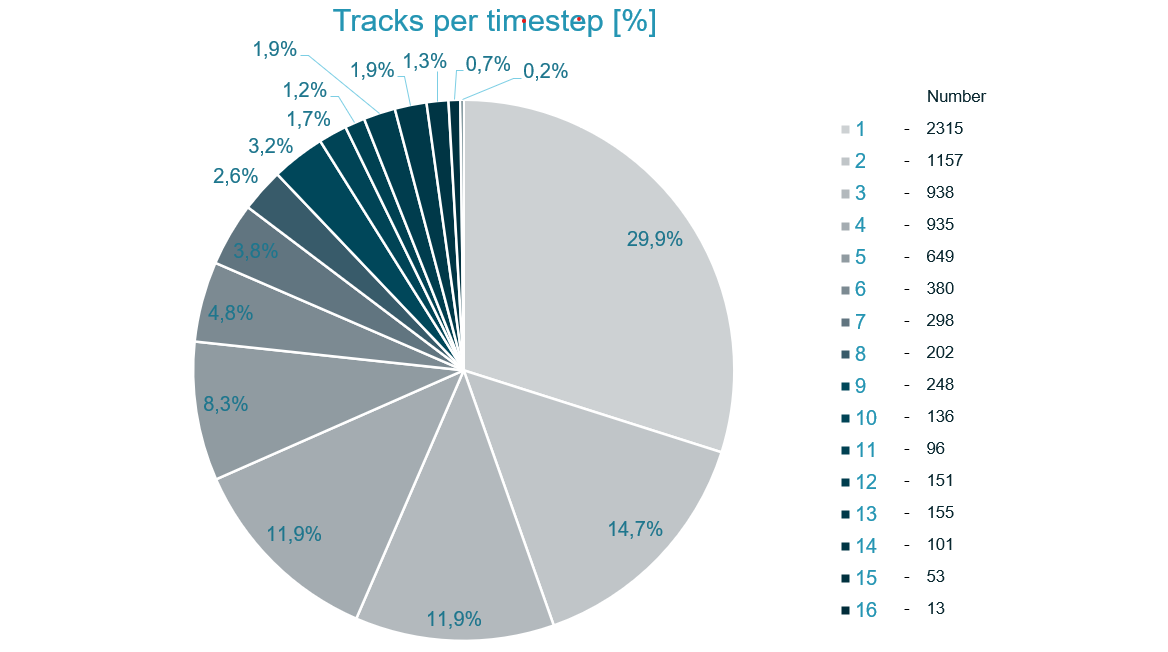 Tracks per timestep [%]
1,9%
1,9%
1,3%
0,7%
0,2%
1,2%
1,7%
3,2%
2,6%
3,8%
4,8%
8,3%
11,9%
11,9%
14,7%
29,9%
Number
1 - 2315
2 - 1157
3 - 938
4 - 935
5 - 649
6 - 380
7 - 298
8 - 202
9 - 248
10 - 136
11 - 96
12 - 151
13 - 155
14 - 101
15 - 53
16 - 13